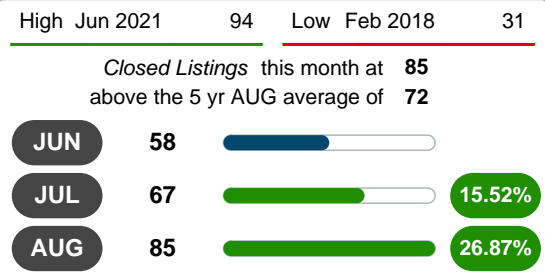 High Jun 2021 94 Low Feb 2018 31
Closed Listings this month at 85
above the 5 yr AUG average of 72
JUN 58
JUL 67 15.52%
AUG 85 26.87%